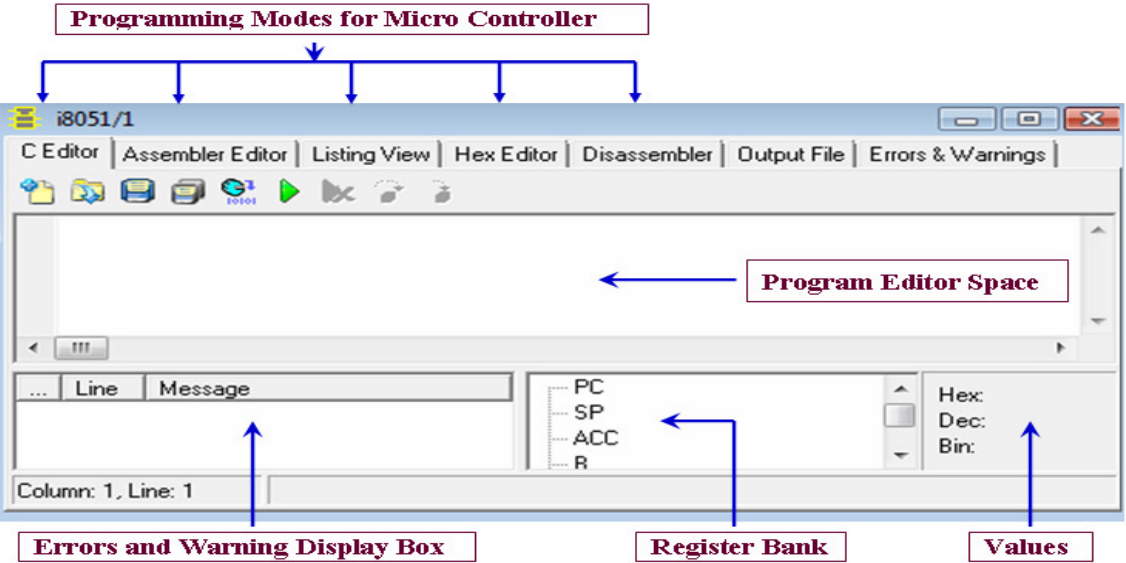 Programming Modes for Micro Controller
i8051/1
C Editor Assembler Editor Listing View Hex Editor Disassembler Output File Errors & Warnings
10101
Program Editor Space
... Line Message
PC
SP
ACC
B
Hex:
Dec:
Bin:
Column: 1, Line: 1
Errors and Warning Display Box
Register Bank
Values